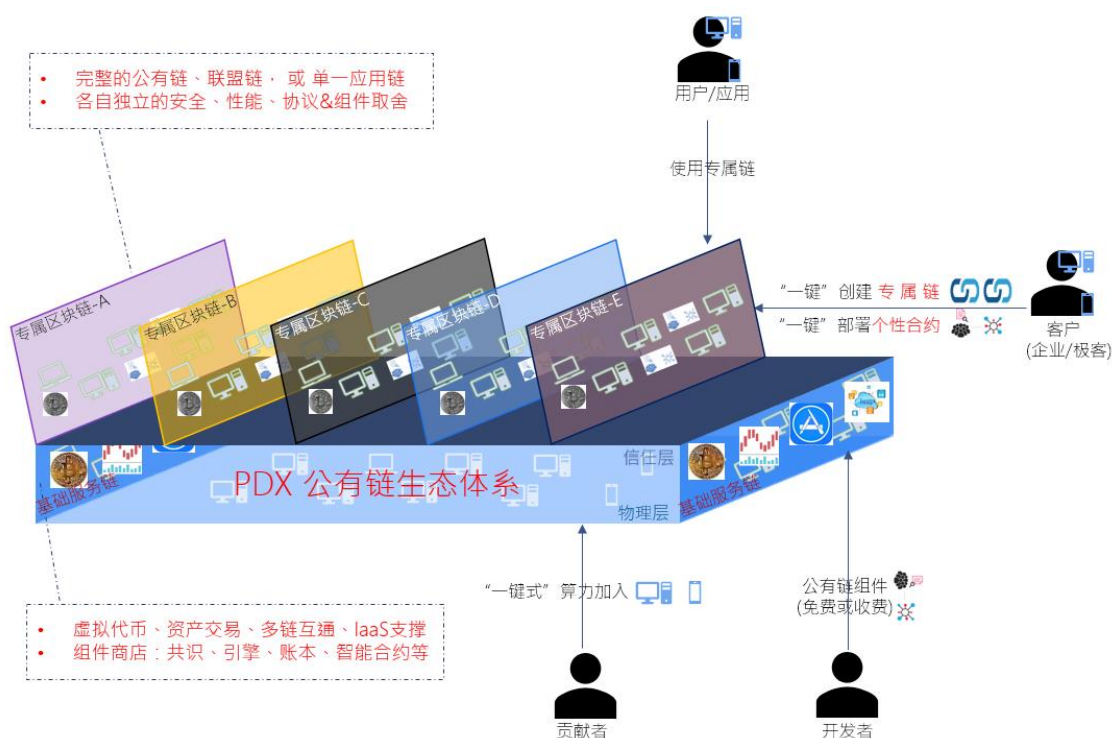 • 完整的公有链、联盟链， 或 单一应用链
• 各自独立的安全、性能、协议&组件取舍
用户/应用
使用专属链
专属区块链-A
专属区块链-B
专属区块链-C
专属区块链-D
专属区块链-E
“一键” 创建 专 属 链
“一键” 部署个性合约
客户
(企业/极客)
信任层
PDX 公有链生态体系
物理层
基础服务链
基础服务链
“一键式” 算力加入
公有链组件
(免费或收费)
• 虚拟代币、资产交易、多链互通、IaaS支撑
• 组件商店：共识、引擎、账本、智能合约等
贡献者
开发者